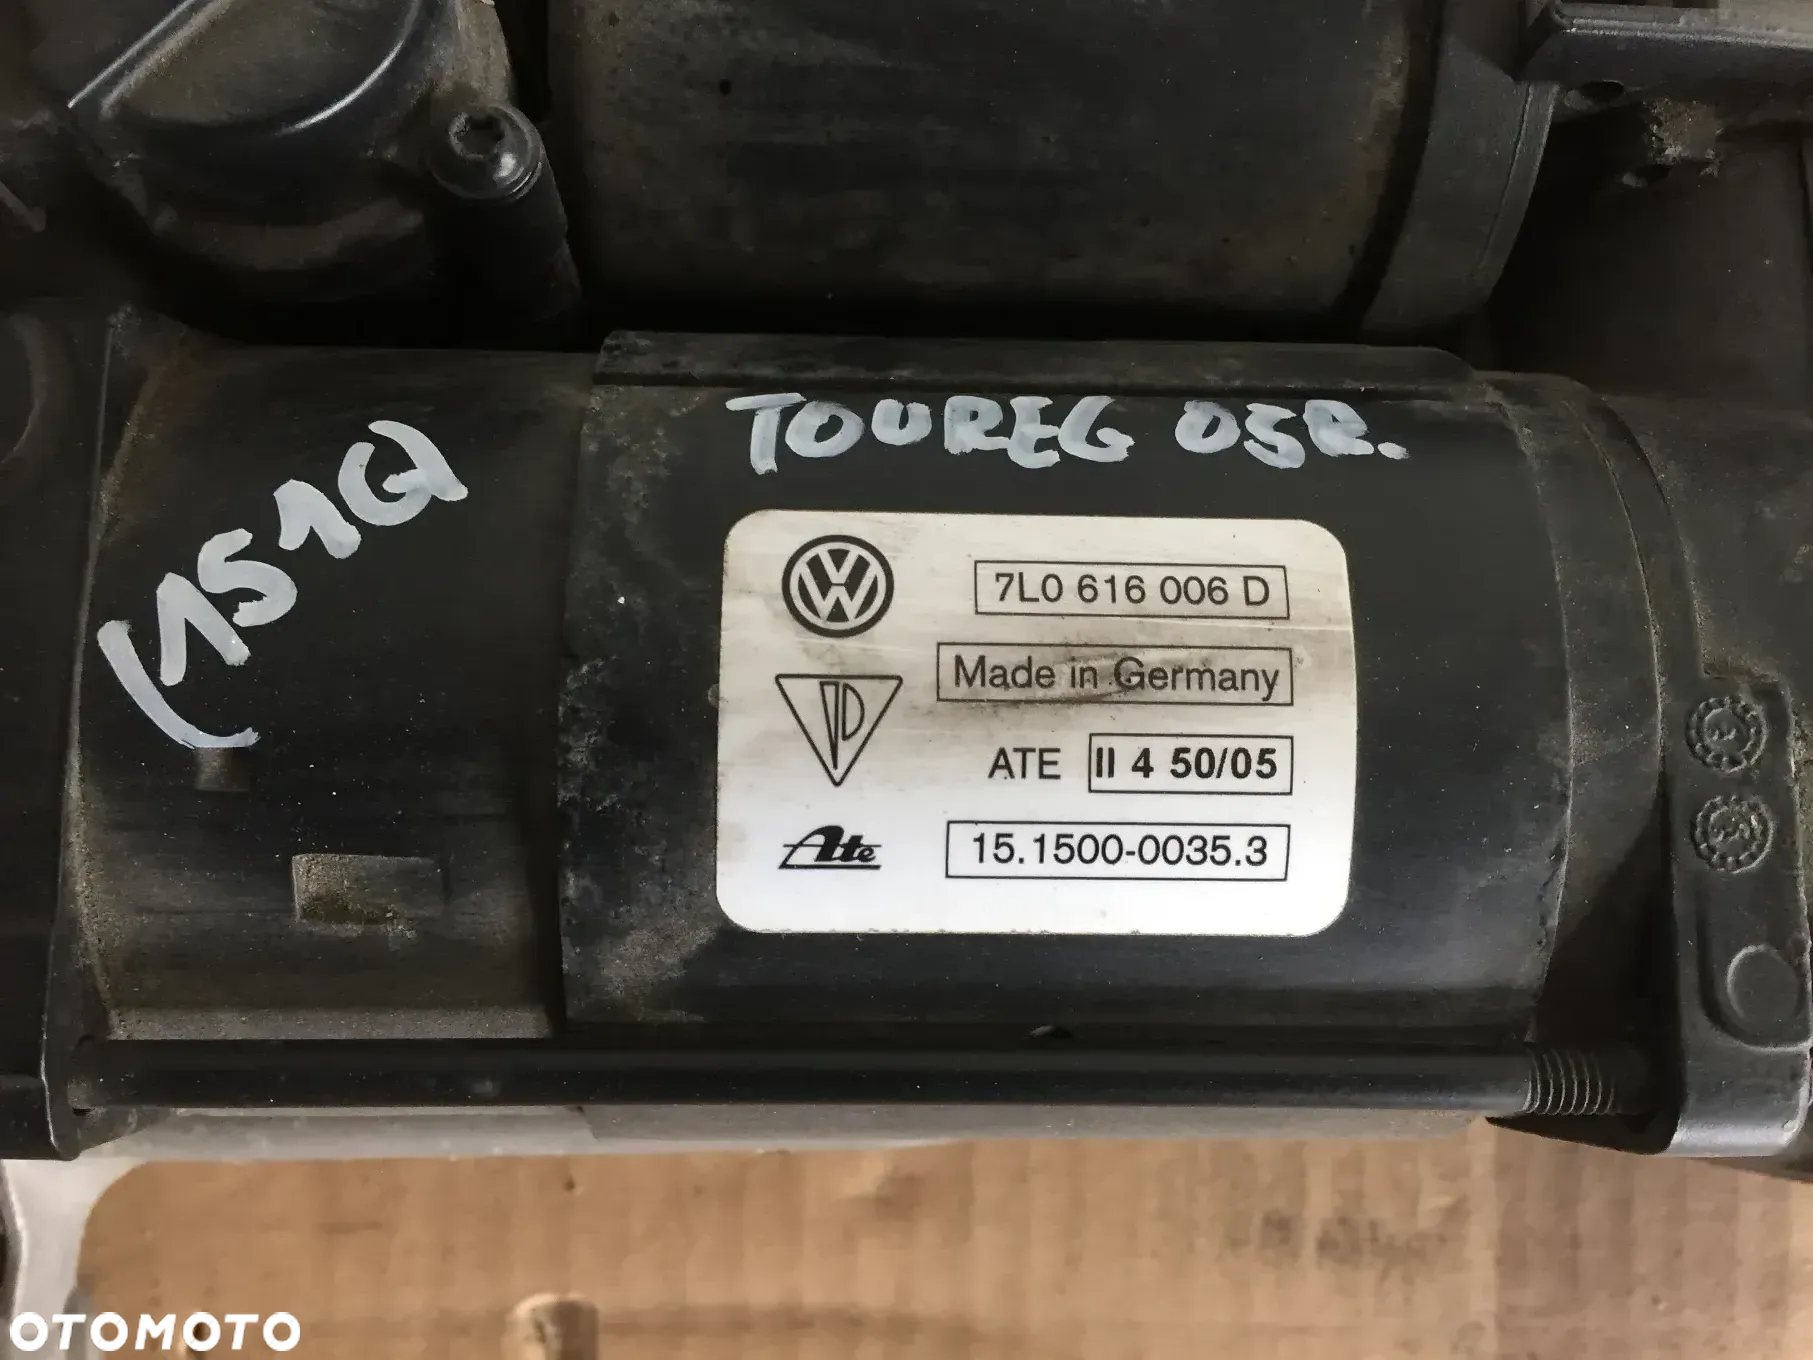 TOUREG 05R.
(1S1G)
7L0 616 006 D
Made in Germany
ATE II 4 50/05
Ate 15.1500-0035.3
OTOMOTO